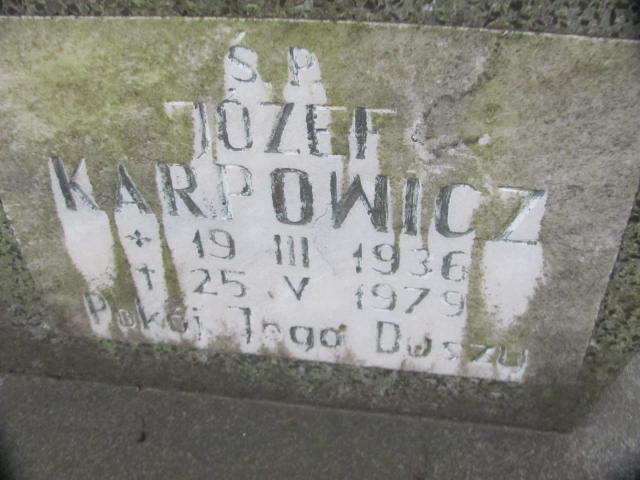 Ś P
JÓZEF
KARPOWICZ
* 19 III 1936
† 25 V 1979
Pokój Jego Duszy